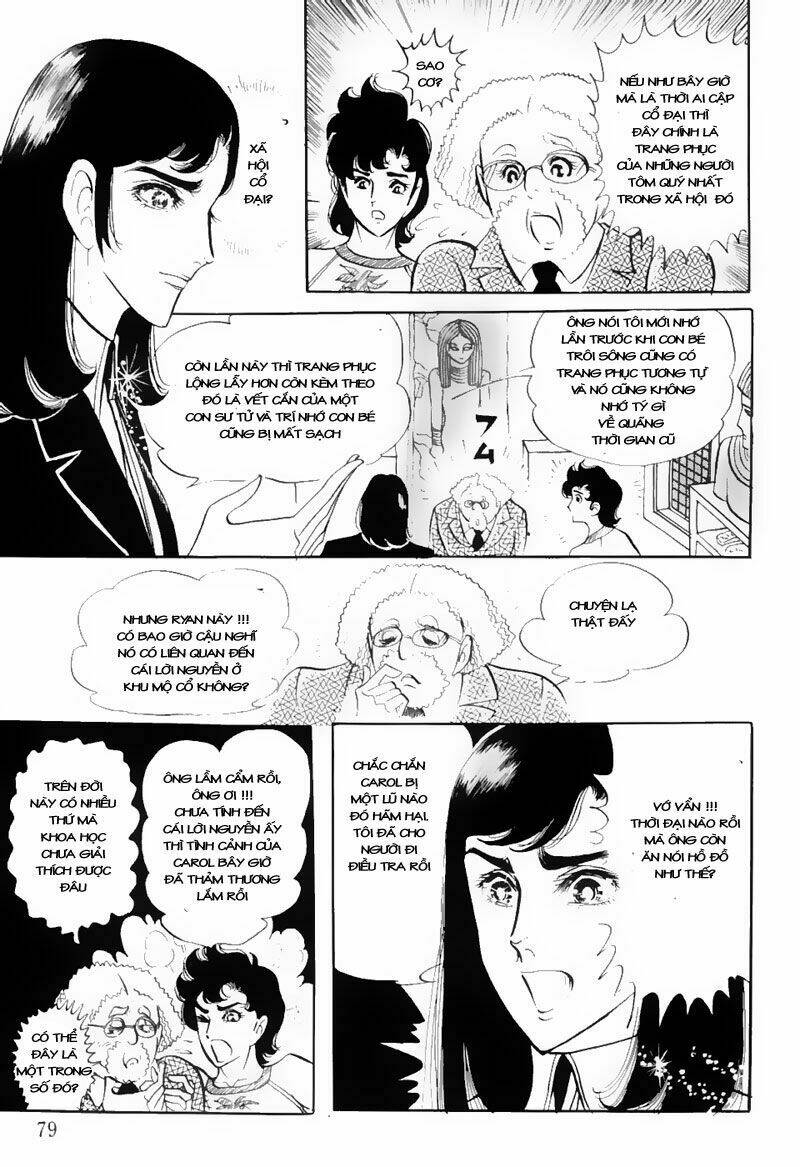 NẾU NHƯ BÂY GIỜ
MÀ LÀ THỜI AI CẬP
CỔ ĐẠI THÌ
ĐÂY CHÍNH LÀ
TRANG PHỤC
CỦA NHỮNG NGƯỜI
TÔM QUÝ NHẤT
TRONG XÃ HỘI ĐÓ
SAO
CƠ?
XÃ
HỘI
CỔ
ĐẠI?
ÔNG NÓI TÔI MỚI NHỚ
LẦN TRƯỚC KHI CON BÉ
TRÔI SÔNG CŨNG CÓ
TRANG PHỤC TƯƠNG TỰ
VÀ NÓ CŨNG KHÔNG
NHỚ TÝ GÌ
VỀ QUÃNG
THỜI GIAN CŨ
CÒN LẦN NÀY THÌ TRANG PHỤC
LỘNG LẪY HƠN CÒN KÈM THEO
ĐÓ LÀ VẾT CẮN CỦA MỘT
CON SƯ TỬ VÀ TRÍ NHỚ CON BÉ
CŨNG BỊ MẤT SẠCH
フム
CHUYỆN LẠ
THẬT ĐẤY
NHƯNG RYAN NÀY !!!
CÓ BAO GIỜ CẬU NGHĨ
NÓ CÓ LIÊN QUAN ĐẾN
CÁI LỜI NGUYỀN Ở
KHU MỘ CỔ KHÔNG?
VỚ VẨN !!!
THỜI ĐẠI NÀO RỒI
MÀ ÔNG CÒN
ĂN NÓI HỒ ĐỒ
NHƯ THẾ?
CHẮC CHẮN
CAROL BỊ
MỘT LŨ NÀO
ĐÓ HÃM HẠI.
TÔI ĐÃ CHO
NGƯỜI ĐI
ĐIỀU TRA RỒI
ÔNG LẨM CẨM RỒI,
ÔNG ƠI !!!
CHƯA TÍNH ĐẾN
CÁI LỜI NGUYỀN ẤY
THÌ TÌNH CẢNH CỦA
CAROL BÂY GIỜ
ĐÃ THẢM THƯƠNG
LẮM RỒI
TRÊN ĐỜI
NÀY CÓ NHIỀU
THỨ MÀ
KHOA HỌC
CHƯA GIẢI
THÍCH ĐƯỢC
ĐÂU
CÓ THỂ
ĐÂY LÀ
MỘT TRONG
SỐ ĐÓ?
79